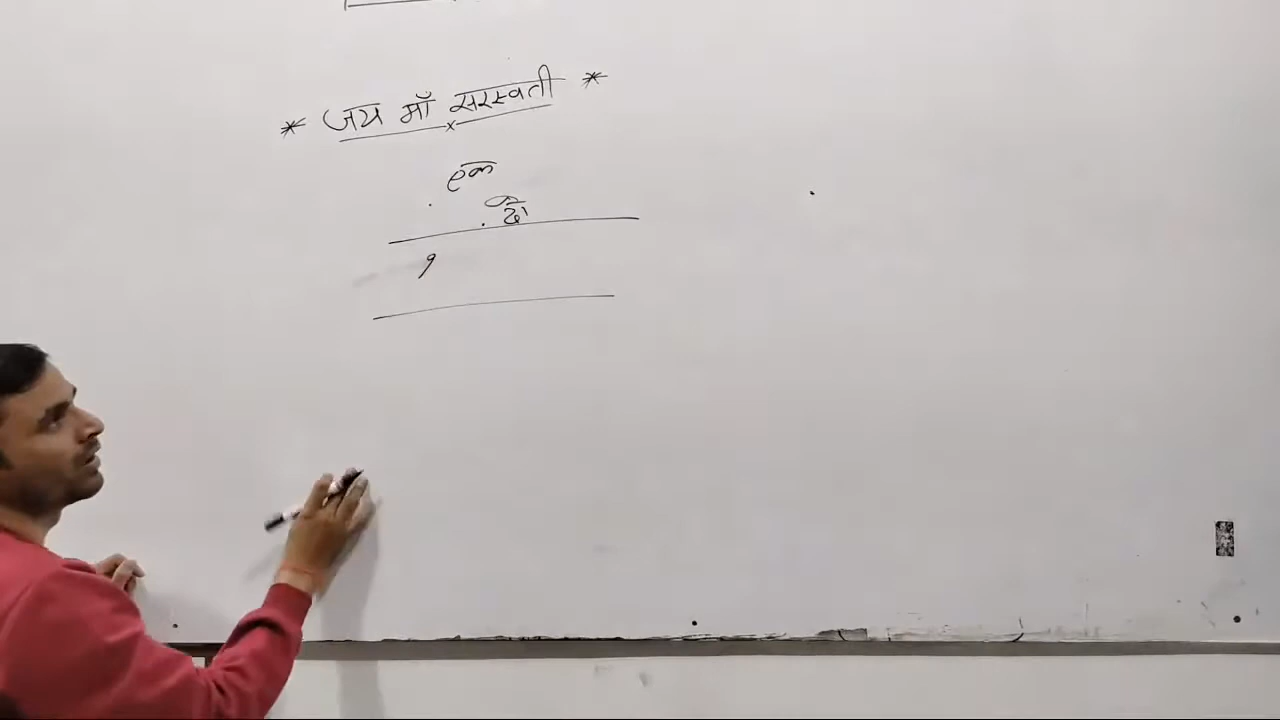 * जय माँ सरस्वती *
एक
दो
१